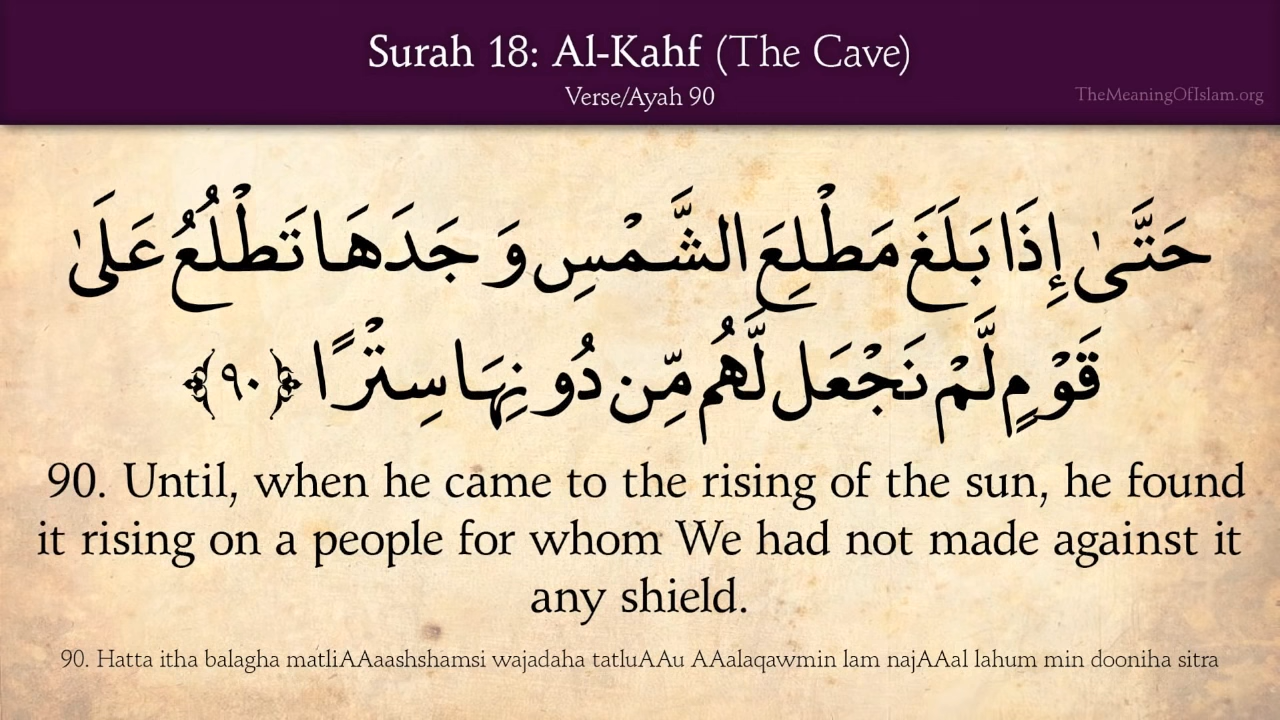 Surah 18: Al-Kahf (The Cave)
Verse/Ayah 90
TheMeaningOfIslam.org
حَتَّىٰ إِذَا بَلَغَ مَطْلِعَ الشَّمْسِ وَجَدَهَا تَطْلُعُ عَلَىٰ
قَوْمٍ لَّمْ نَجْعَل لَّهُم مِّن دُونِهَا سِتْرًا ﴿٩٠﴾
90. Until, when he came to the rising of the sun, he found
it rising on a people for whom We had not made against it
any shield.
90. Hatta itha balagha matliAAaashshamsi wajadaha tatluAAu AAalaqawmin lam najAAal lahum min dooniha sitra